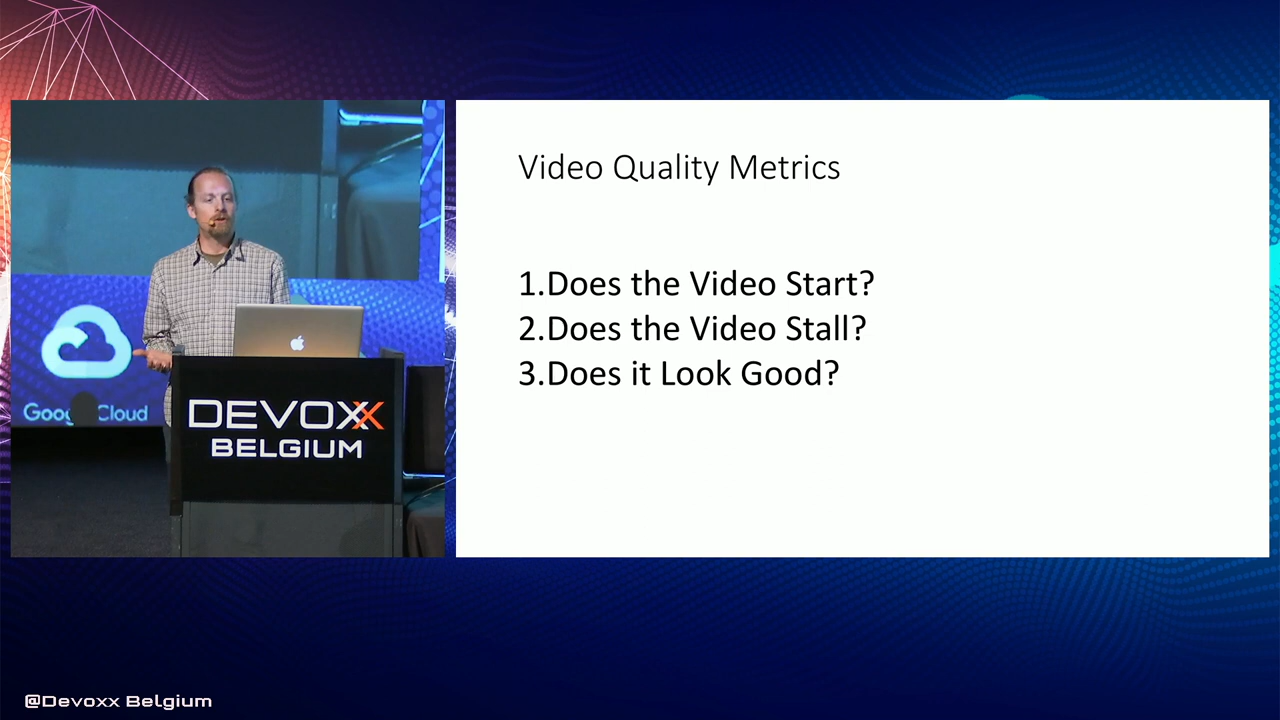 Video Quality Metrics
1.Does the Video Start?
2.Does the Video Stall?
3.Does it Look Good?
Google Cloud
DEVOXX
BELGIUM
@Devoxx Belgium